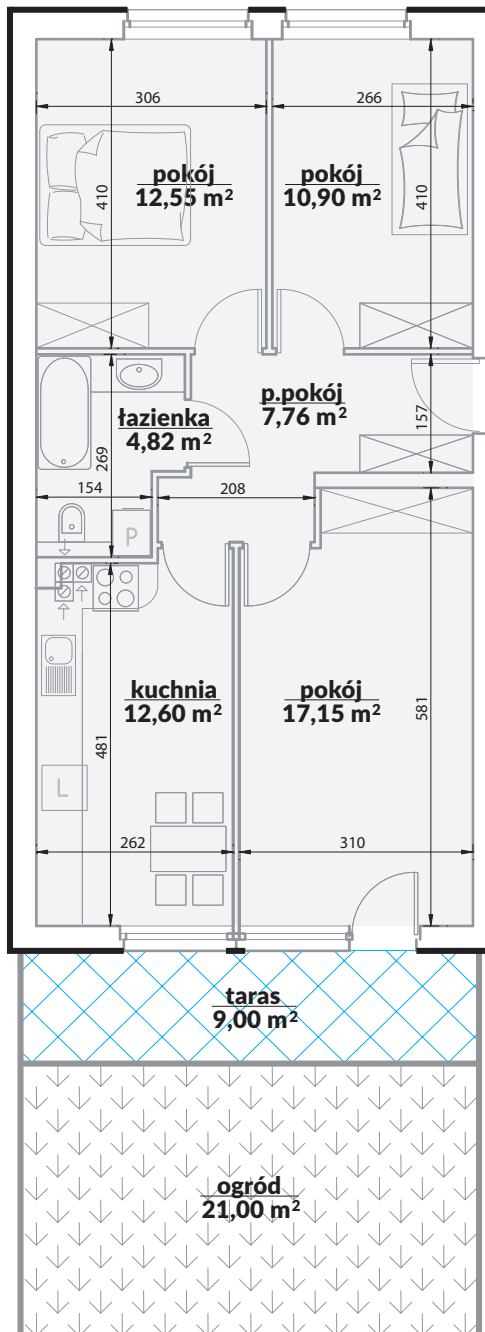 306
266
pokój
12,55 m²
pokój
10,90 m²
410
410
p.pokój
7,76 m²
łazienka
4,82 m²
157
269
154
208
P
kuchnia
12,60 m²
pokój
17,15 m²
581
481
L
262
310
taras
9,00 m²
ogród
21,00 m²